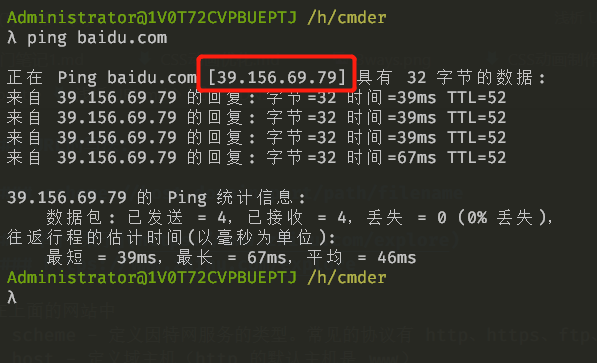 Administrator@1V0T72CVPBUEPTJ /h/cmder
λ ping baidu.com
正在 Ping baidu.com [39.156.69.79] 具有 32 字节的数据:
来自 39.156.69.79 的回复: 字节=32 时间=39ms TTL=52
来自 39.156.69.79 的回复: 字节=32 时间=39ms TTL=52
来自 39.156.69.79 的回复: 字节=32 时间=39ms TTL=52
来自 39.156.69.79 的回复: 字节=32 时间=67ms TTL=52
39.156.69.79 的 Ping 统计信息:
数据包: 已发送 = 4，已接收 = 4，丢失 = 0 (0% 丢失)，
往返行程的估计时间(以毫秒为单位):
最短 = 39ms，最长 = 67ms，平均 = 46ms
Administrator@1V0T72CVPBUEPTJ /h/cmder
λ